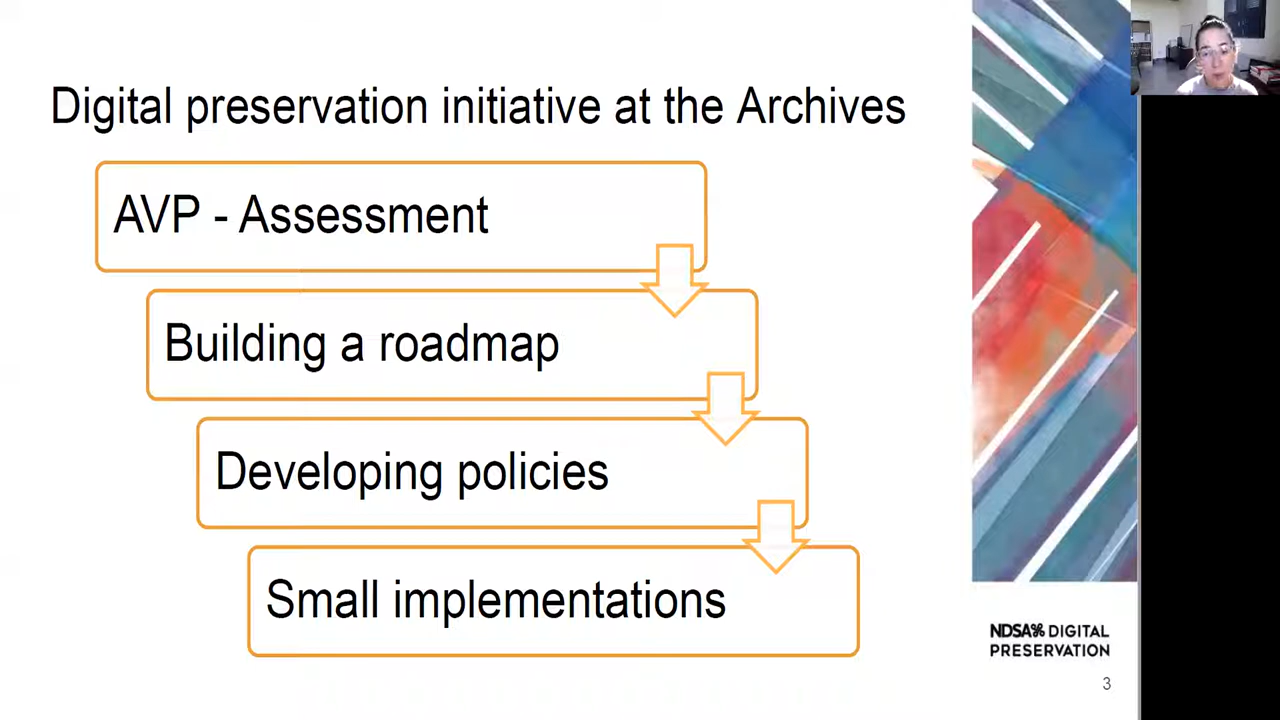 Digital preservation initiative at the Archives
AVP - Assessment
Building a roadmap
Developing policies
Small implementations
NDSA DIGITAL
PRESERVATION
3